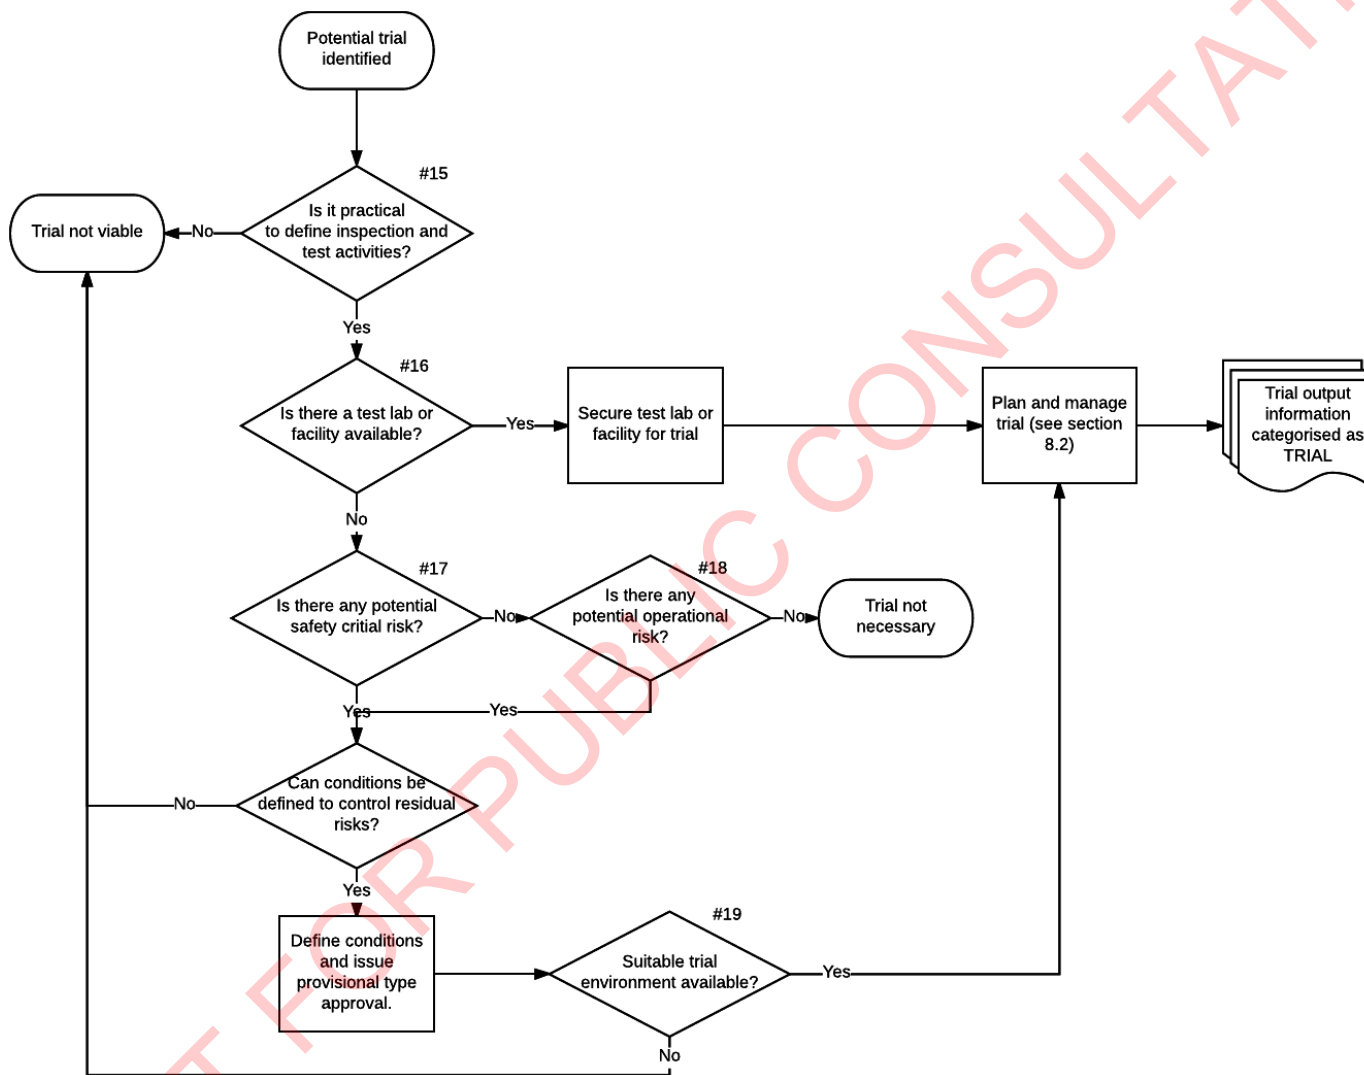 Potential trial
identified
#15
Is it practical
to define inspection and
test activities?
No
Trial not viable
Yes
#16
Is there a test lab or
facility available?
Yes
Secure test lab or
facility for trial
Plan and manage
trial (see section
8.2)
Trial output
information
categorised as
TRIAL
No
#17
Is there any potential
safety critial risk?
No
#18
Is there any
potential operational
risk?
No
Trial not
necessary
Yes
Yes
Can conditions be
defined to control residual
risks?
No
Yes
Define conditions
and issue
provisional type
approval.
#19
Suitable trial
environment available?
Yes
No
T FOR PUBLIC CONSULTATI